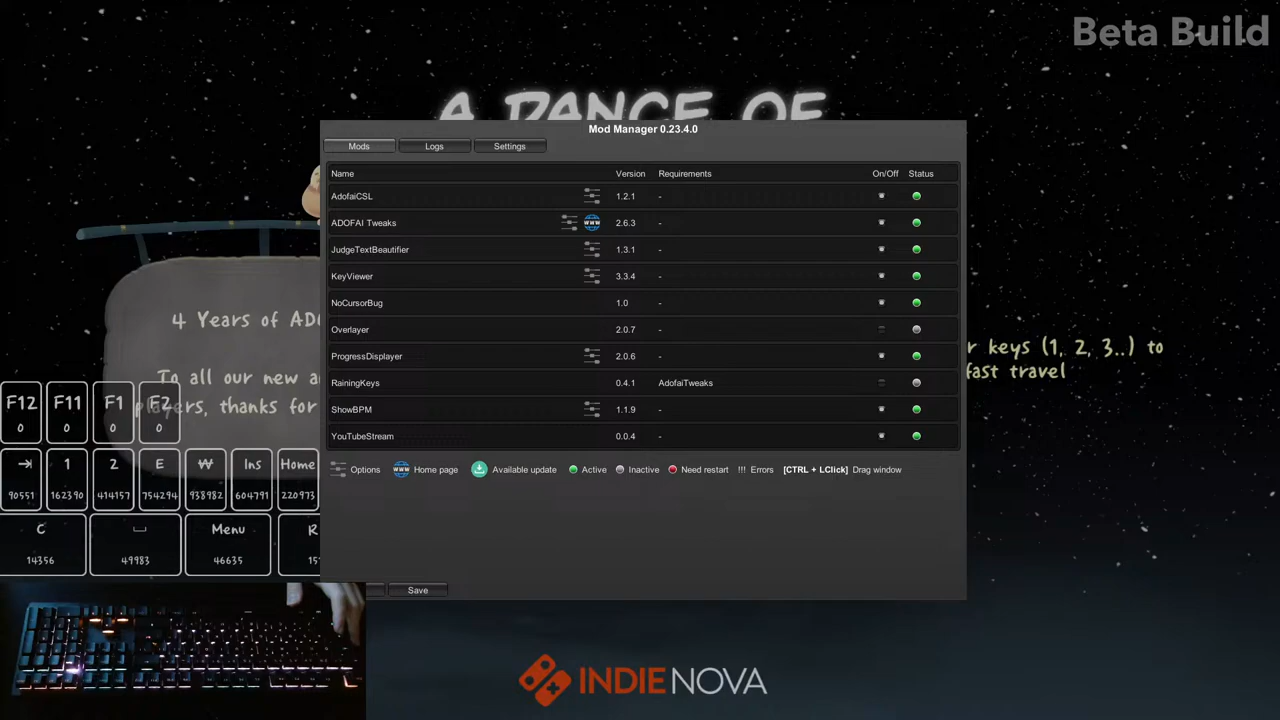 Beta Build
A DANCE OF
Mod Manager 0.23.4.0
Mods Logs Settings
Name Version Requirements On/Off Status
AdofaiCSL 1.2.1 -
ADOFAI Tweaks www 2.6.3 -
JudgeTextBeautifier 1.3.1 -
KeyViewer 3.3.4 -
NoCursorBug 1.0 -
Overlayer 2.0.7 -
ProgressDisplayer 2.0.6 -
RainingKeys 0.4.1 AdofaiTweaks
ShowBPM 1.1.9 -
YouTubeStream 0.0.4 -
Options www Home page Available update Active Inactive Need restart !!! Errors [CTRL + LClick] Drag window
Save
4 Years of ADO
To all our new a
players, thanks for
r keys (1, 2, 3..) to
fast travel
F12 F11 F1 F2
0 0 0 0
1 2 E ₩ Ins Home
90551 162390 414157 754294 938982 604791 220973
C Menu R
14356 49983 46635 15
INDIENOVA